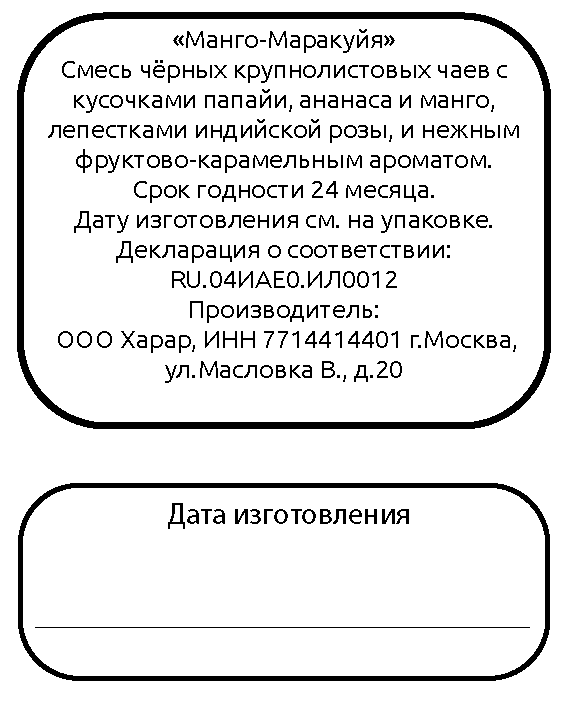 «Манго-Маракуйя»
Смесь чёрных крупнолистовых чаев с
кусочками папайи, ананаса и манго,
лепестками индийской розы, и нежным
фруктово-карамельным ароматом.
Срок годности 24 месяца.
Дату изготовления см. на упаковке.
Декларация о соответствии:
RU.04ИАЕ0.ИЛ0012
Производитель:
ООО Харар, ИНН 7714414401 г.Москва,
ул.Масловка В., д.20
Дата изготовления